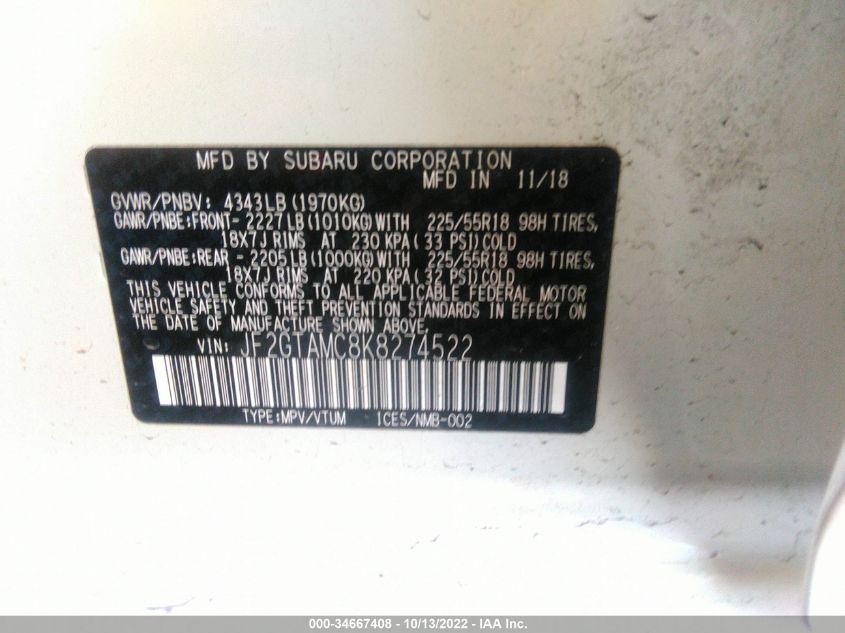 MFD BY SUBARU CORPORATION
MFD IN 11/18
GVWR/PNBV: 4343LB(1970KG)
GAWR/PNBE:FRONT- 2227LB(1010KG)WITH 225/55R18 98H TIRES,
18X7J RIMS AT 230 KPA(33 PSI)COLD
GAWR/PNBE:REAR - 2205LB(1000KG)WITH 225/55R18 98H TIRES,
18X7J RIMS AT 220 KPA(32 PSI)COLD
THIS VEHICLE CONFORMS TO ALL APPLICABLE FEDERAL MOTOR
VEHICLE SAFETY AND THEFT PREVENTION STANDARDS IN EFFECT ON
THE DATE OF MANUFACTURE SHOWN ABOVE.
VIN: JF2GTAMC8K8274522
TYPE:MPV/VTUM ICES/NMB-002
000-34667408 - 10/13/2022 - IAA Inc.